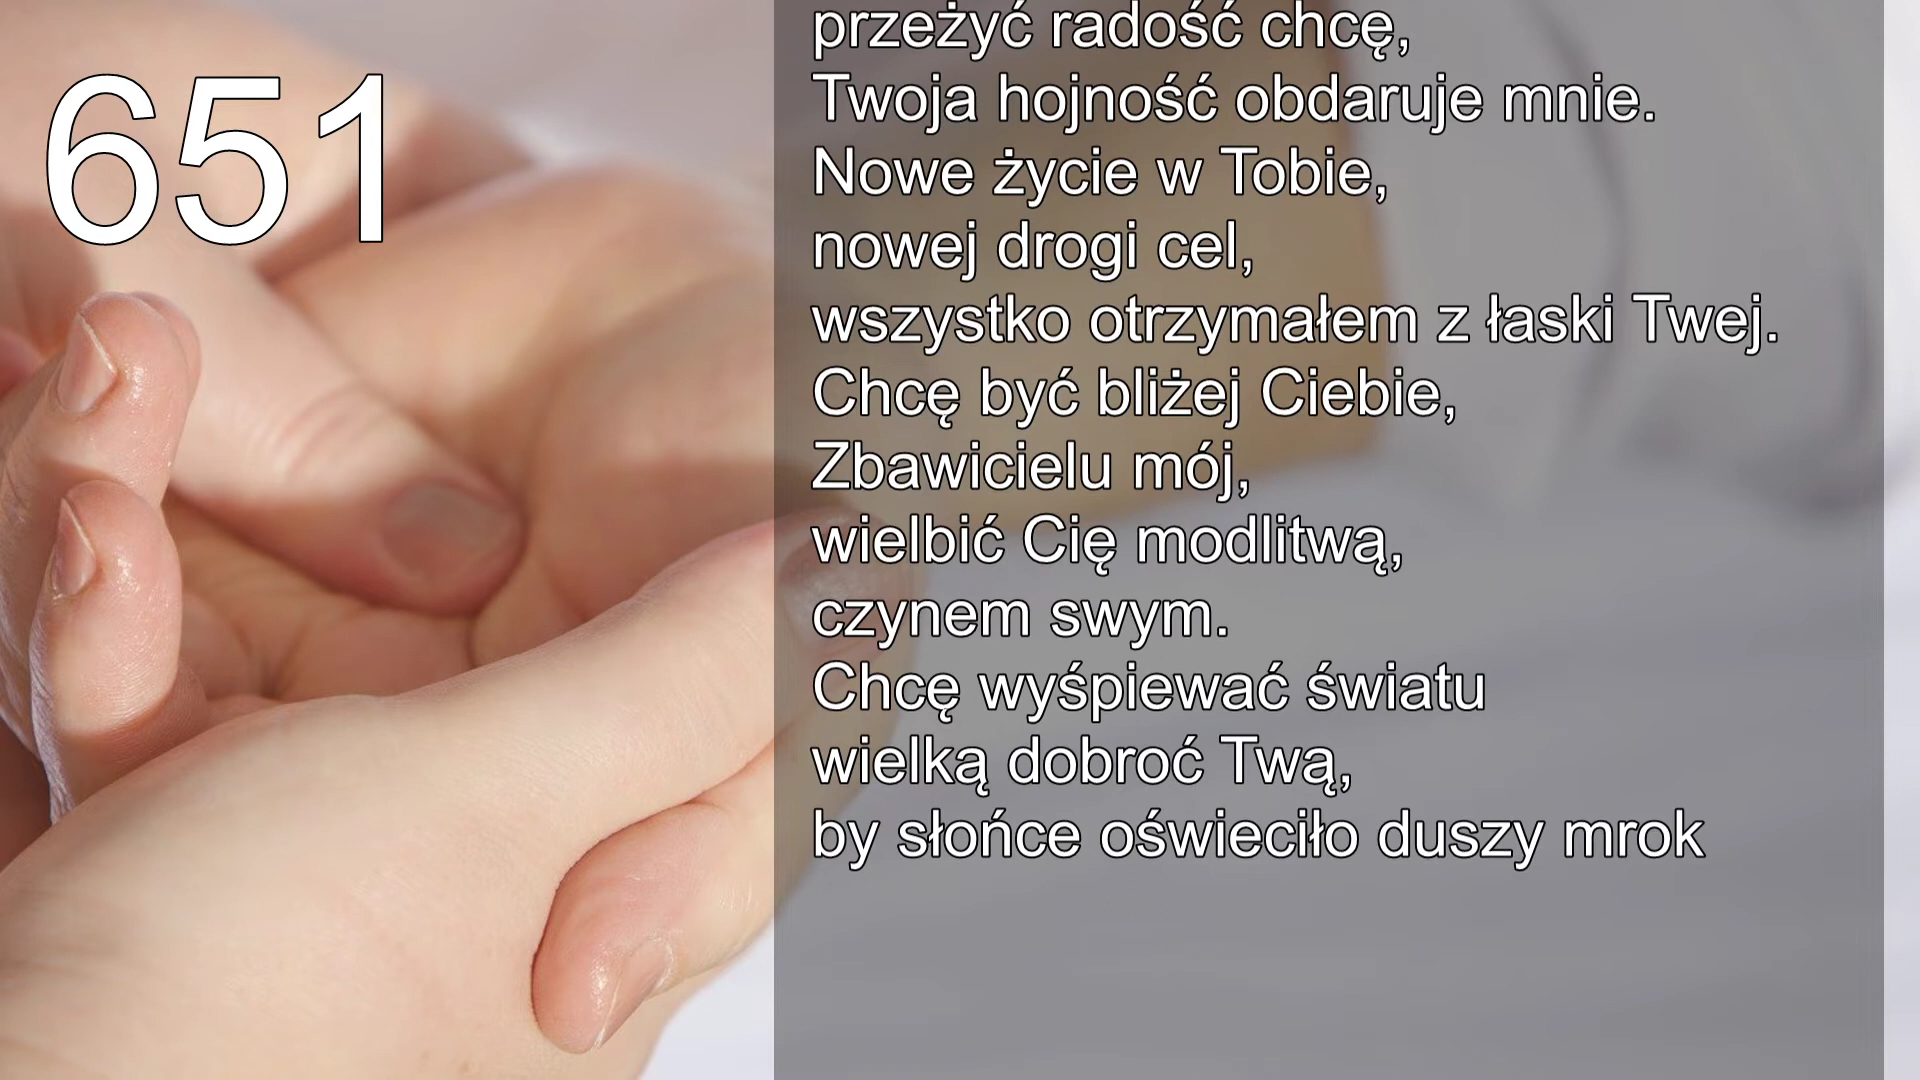 651
przeżyć radość chcę,
Twoja hojność obdaruje mnie.
Nowe życie w Tobie,
nowej drogi cel,
wszystko otrzymałem z łaski Twej.
Chcę być bliżej Ciebie,
Zbawicielu mój,
wielbić Cię modlitwą,
czynem swym.
Chcę wyśpiewać światu
wielką dobroć Twą,
by słońce oświeciło duszy mrok